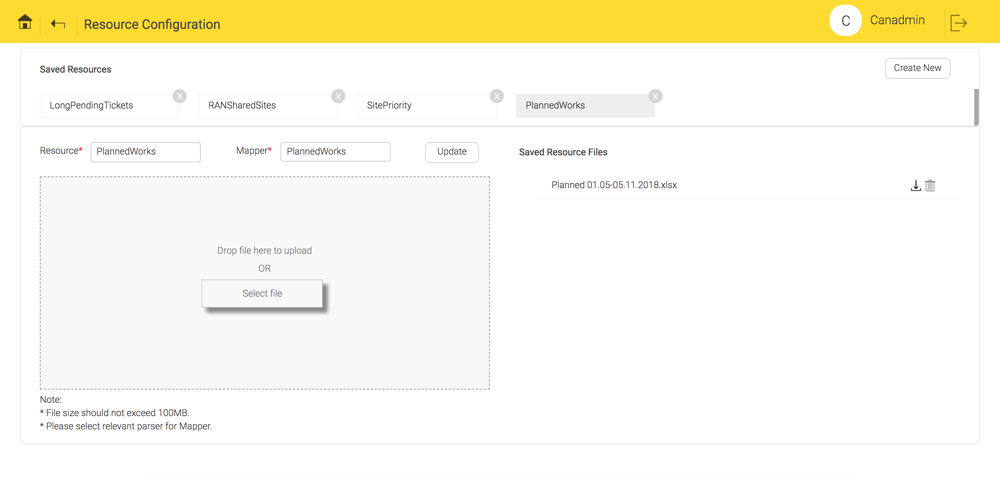 Resource Configuration
C
Canadmin
Saved Resources
Create New
LongPendingTickets
X
RANSharedSites
X
SitePriority
X
PlannedWorks
X
Resource*
PlannedWorks
Mapper*
PlannedWorks
Update
Saved Resource Files
Planned 01.05-05.11.2018.xlsx
Drop file here to upload
OR
Select file
Note:
* File size should not exceed 100MB.
* Please select relevant parser for Mapper.